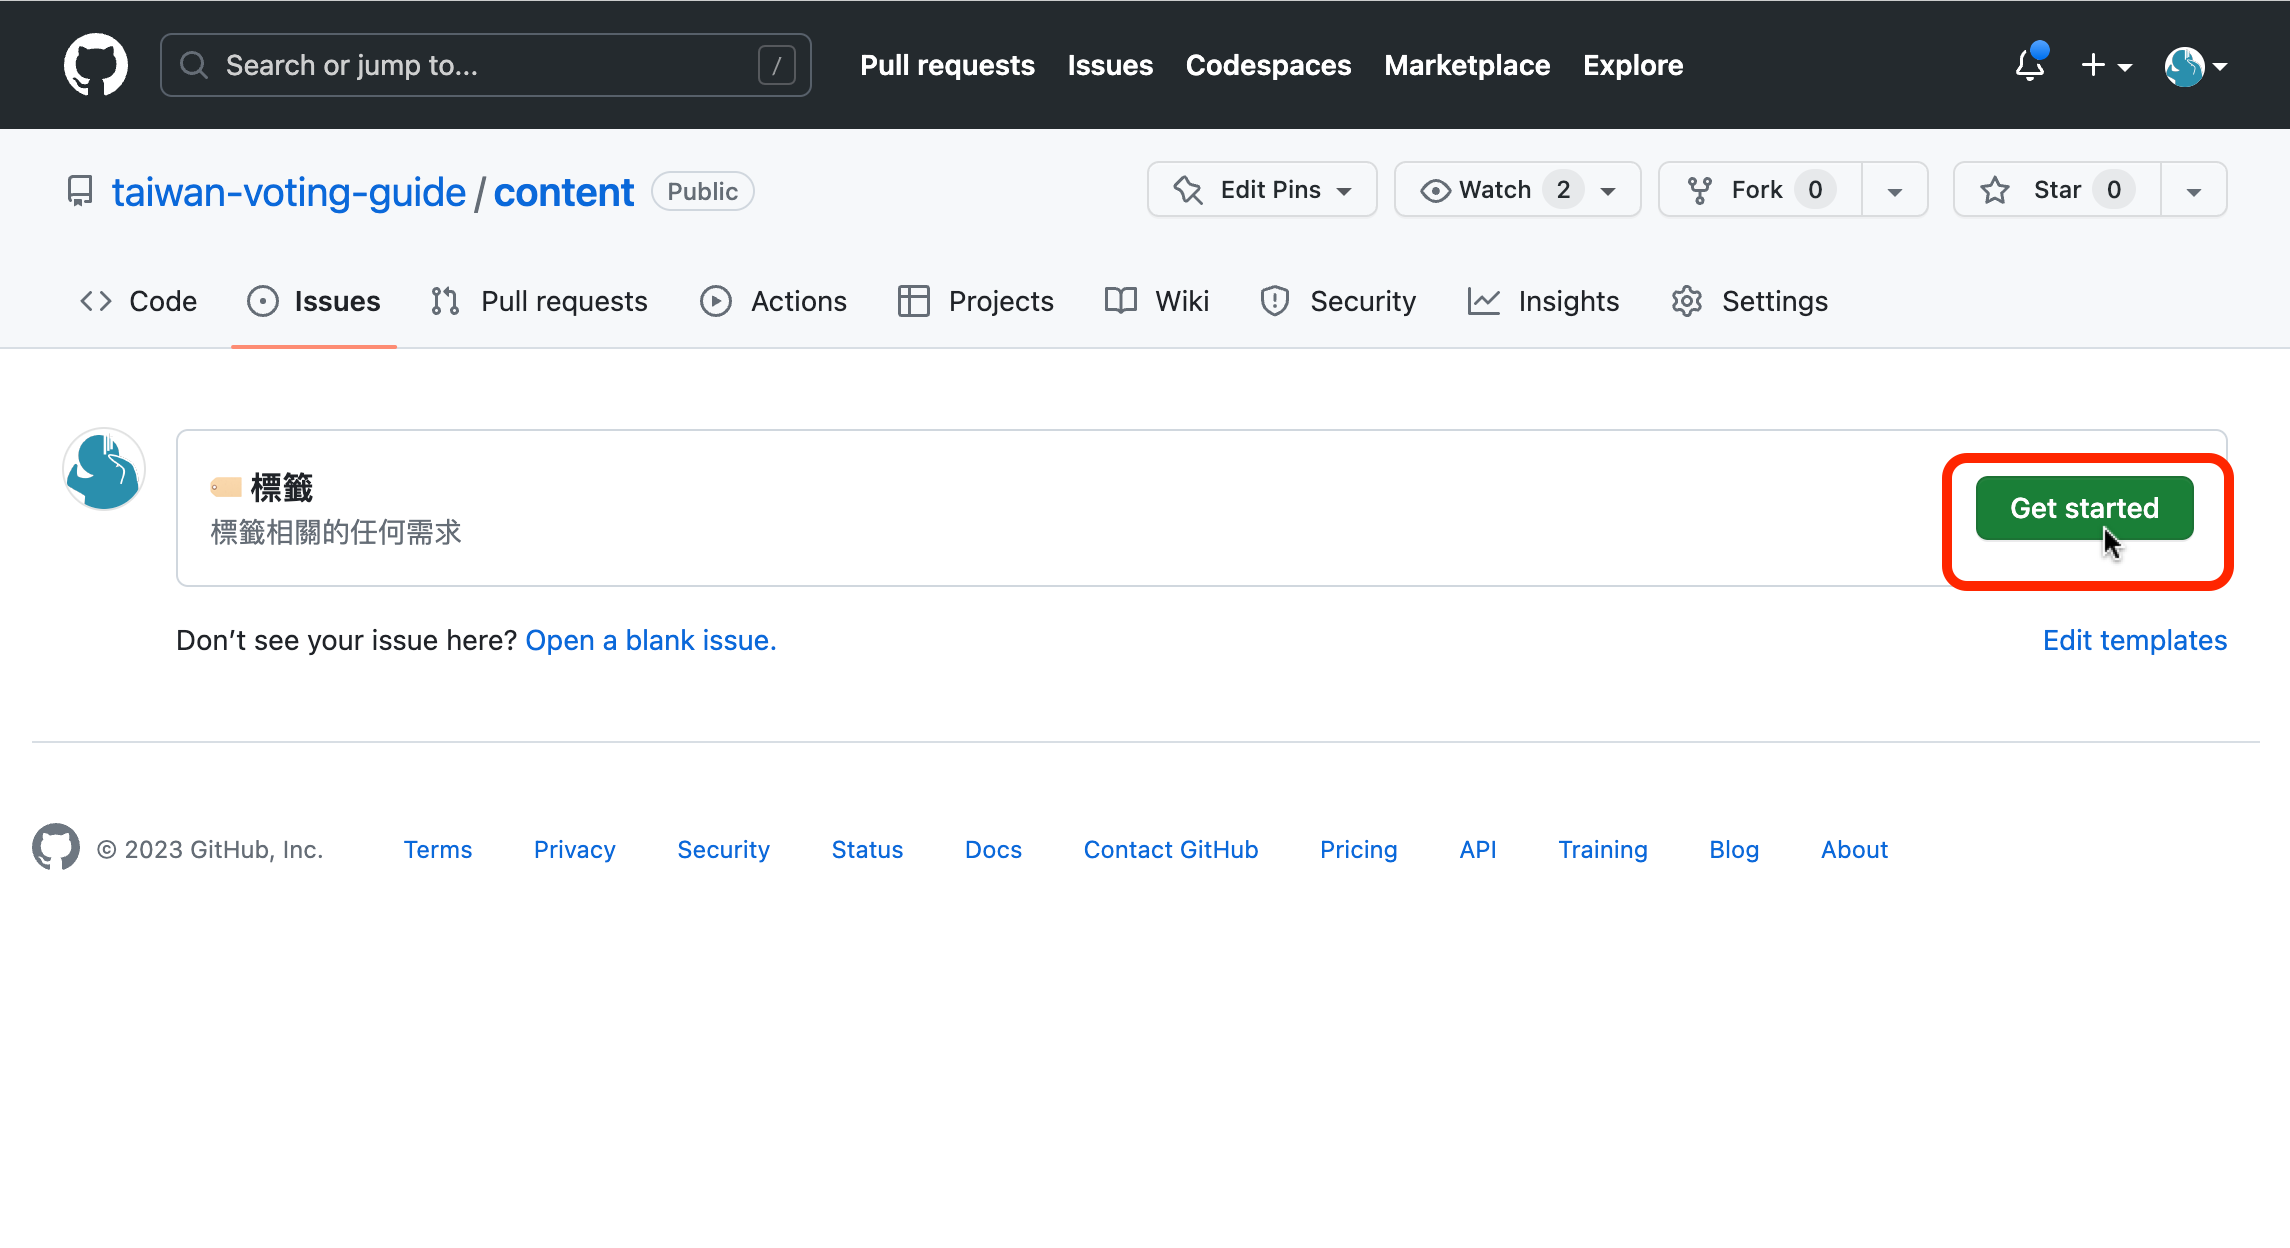 Search or jump to... / Pull requests Issues Codespaces Marketplace Explore
taiwan-voting-guide / content Public Edit Pins Watch 2 Fork 0 Star 0
Code Issues Pull requests Actions Projects Wiki Security Insights Settings
標籤
標籤相關的任何需求
Get started
Don’t see your issue here? Open a blank issue. Edit templates
© 2023 GitHub, Inc. Terms Privacy Security Status Docs Contact GitHub Pricing API Training Blog About